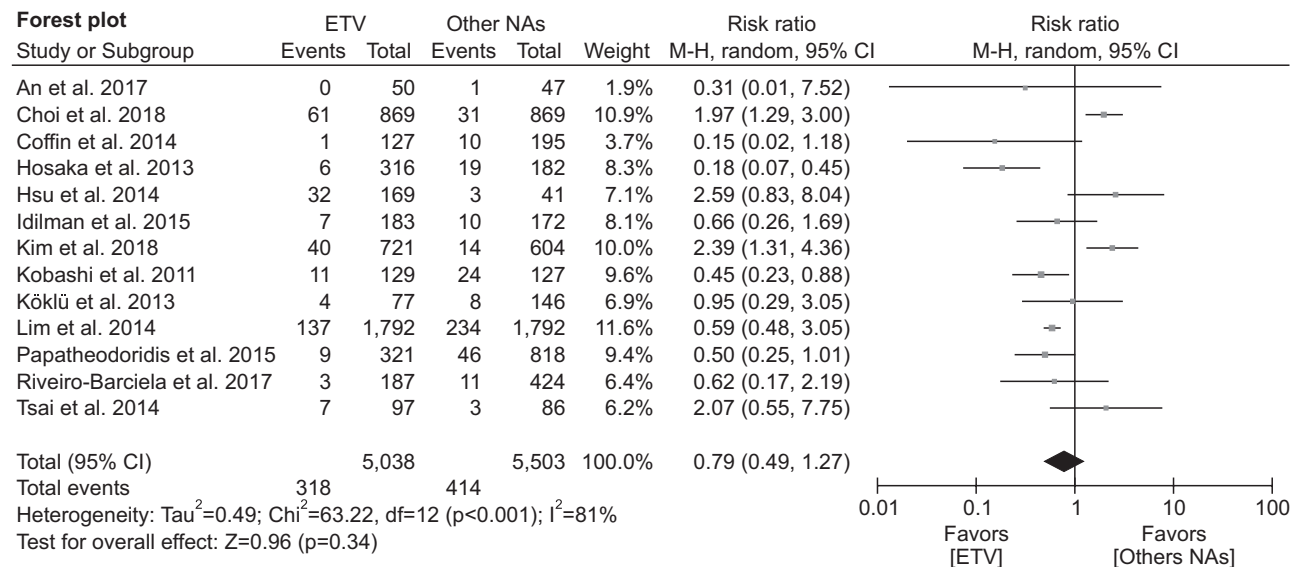 Forest plot ETV Other NAs Risk ratio Risk ratio
Study or Subgroup Events Total Events Total Weight M-H, random, 95% CI M-H, random, 95% CI
An et al. 2017 0 50 1 47 1.9% 0.31 (0.01, 7.52)
Choi et al. 2018 61 869 31 869 10.9% 1.97 (1.29, 3.00)
Coffin et al. 2014 1 127 10 195 3.7% 0.15 (0.02, 1.18)
Hosaka et al. 2013 6 316 19 182 8.3% 0.18 (0.07, 0.45)
Hsu et al. 2014 32 169 3 41 7.1% 2.59 (0.83, 8.04)
Idilman et al. 2015 7 183 10 172 8.1% 0.66 (0.26, 1.69)
Kim et al. 2018 40 721 14 604 10.0% 2.39 (1.31, 4.36)
Kobashi et al. 2011 11 129 24 127 9.6% 0.45 (0.23, 0.88)
Köklü et al. 2013 4 77 8 146 6.9% 0.95 (0.29, 3.05)
Lim et al. 2014 137 1,792 234 1,792 11.6% 0.59 (0.48, 3.05)
Papatheodoridis et al. 2015 9 321 46 818 9.4% 0.50 (0.25, 1.01)
Riveiro-Barciela et al. 2017 3 187 11 424 6.4% 0.62 (0.17, 2.19)
Tsai et al. 2014 7 97 3 86 6.2% 2.07 (0.55, 7.75)
Total (95% CI) 5,038 5,503 100.0% 0.79 (0.49, 1.27)
Total events 318 414
Heterogeneity: Tau²=0.49; Chi²=63.22, df=12 (p<0.001); I²=81%
Test for overall effect: Z=0.96 (p=0.34)
0.01 0.1 1 10 100
Favors Favors
[ETV] [Others NAs]